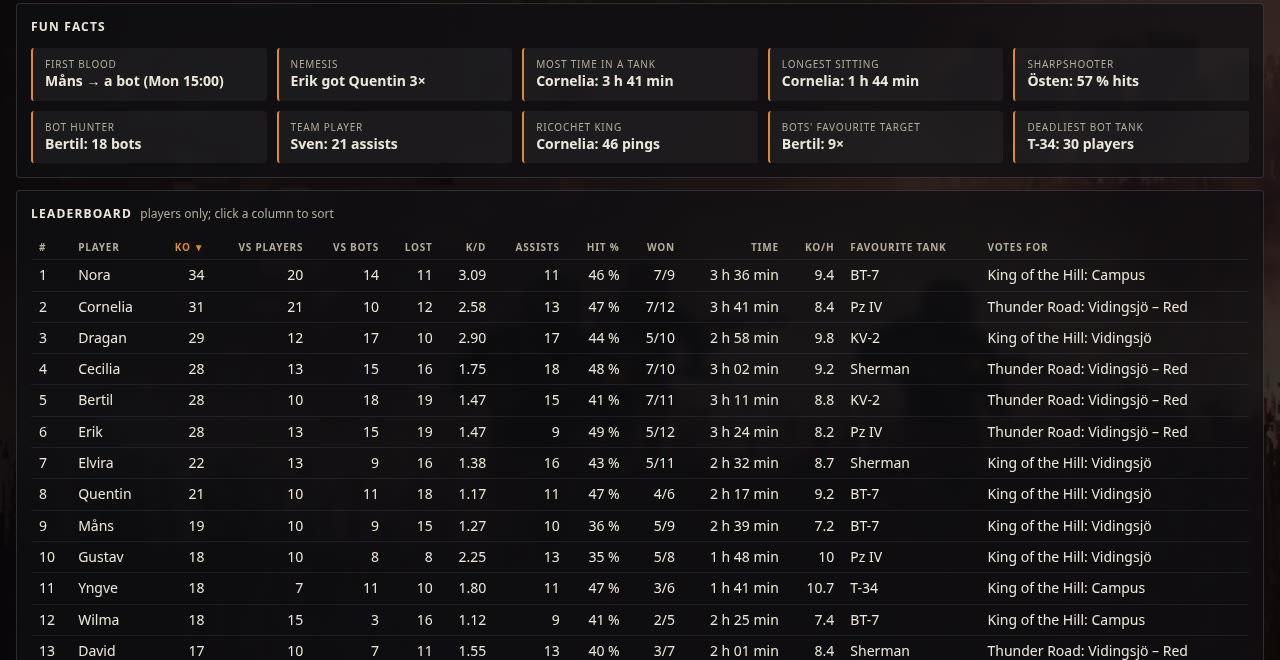 FUN FACTS
FIRST BLOOD
Måns → a bot (Mon 15:00)
NEMESIS
Erik got Quentin 3×
MOST TIME IN A TANK
Cornelia: 3 h 41 min
LONGEST SITTING
Cornelia: 1 h 44 min
SHARPSHOOTER
Östen: 57 % hits
BOT HUNTER
Bertil: 18 bots
TEAM PLAYER
Sven: 21 assists
RICOCHET KING
Cornelia: 46 pings
BOTS' FAVOURITE TARGET
Bertil: 9×
DEADLIEST BOT TANK
T-34: 30 players
LEADERBOARD players only; click a column to sort
# PLAYER KO ▼ VS PLAYERS VS BOTS LOST K/D ASSISTS HIT % WON TIME KO/H FAVOURITE TANK VOTES FOR
1 Nora 34 20 14 11 3.09 11 46 % 7/9 3 h 36 min 9.4 BT-7 King of the Hill: Campus
2 Cornelia 31 21 10 12 2.58 13 47 % 7/12 3 h 41 min 8.4 Pz IV Thunder Road: Vidingsjö – Red
3 Dragan 29 12 17 10 2.90 17 44 % 5/10 2 h 58 min 9.8 KV-2 King of the Hill: Vidingsjö
4 Cecilia 28 13 15 16 1.75 18 48 % 7/10 3 h 02 min 9.2 Sherman Thunder Road: Vidingsjö – Red
5 Bertil 28 10 18 19 1.47 15 41 % 7/11 3 h 11 min 8.8 KV-2 Thunder Road: Vidingsjö – Red
6 Erik 28 13 15 19 1.47 9 49 % 5/12 3 h 24 min 8.2 Pz IV Thunder Road: Vidingsjö – Red
7 Elvira 22 13 9 16 1.38 16 43 % 5/11 2 h 32 min 8.7 Sherman King of the Hill: Vidingsjö
8 Quentin 21 10 11 18 1.17 11 47 % 4/6 2 h 17 min 9.2 BT-7 King of the Hill: Vidingsjö
9 Måns 19 10 9 15 1.27 10 36 % 5/9 2 h 39 min 7.2 BT-7 King of the Hill: Vidingsjö
10 Gustav 18 10 8 8 2.25 13 35 % 5/8 1 h 48 min 10 Pz IV King of the Hill: Vidingsjö
11 Yngve 18 7 11 10 1.80 11 47 % 3/6 1 h 41 min 10.7 T-34 King of the Hill: Campus
12 Wilma 18 15 3 16 1.12 9 41 % 2/5 2 h 25 min 7.4 BT-7 King of the Hill: Campus
13 David 17 10 7 11 1.55 13 40 % 3/7 2 h 01 min 8.4 Sherman Thunder Road: Vidingsjö – Red